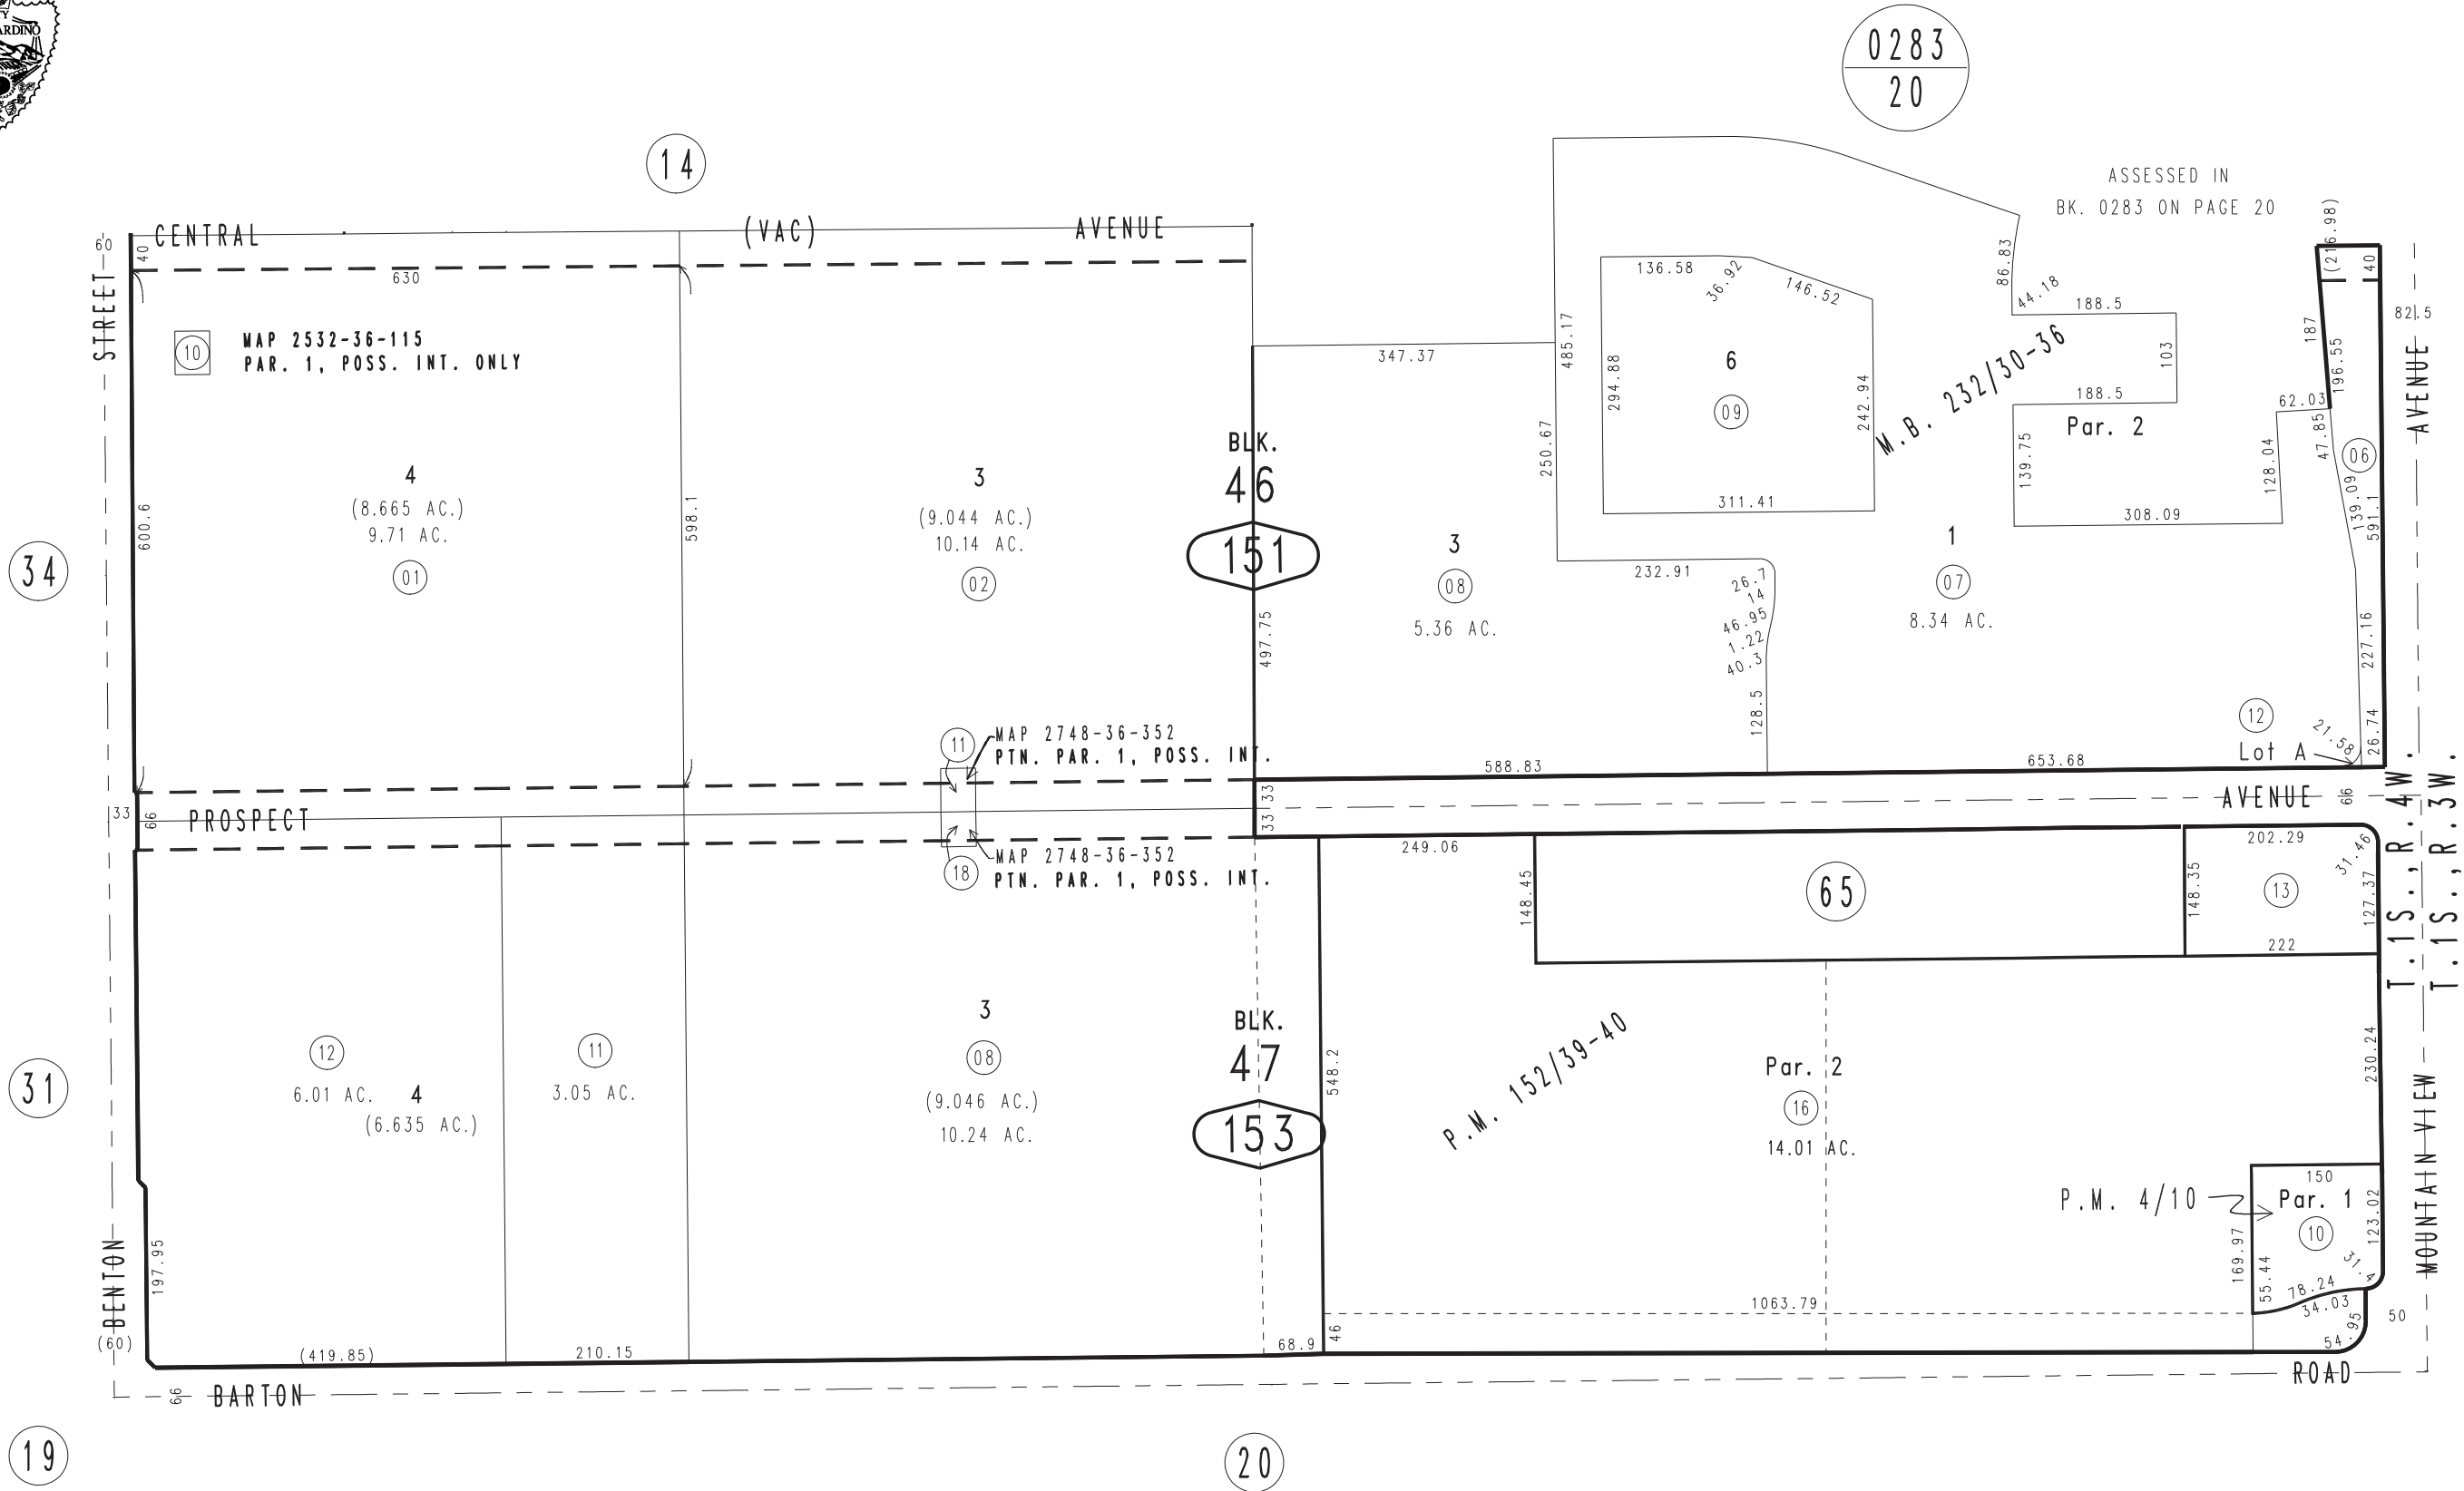 ARDINO
0283
20
14
ASSESSED IN
BK. 0283 ON PAGE 20
CENTRAL (VAC) AVENUE
60
40
630
STREET
10
MAP 2532-36-115
PAR. 1, POSS. INT. ONLY
4
(8.665 AC.)
9.71 AC.
01
600.6
598.1
3
(9.044 AC.)
10.14 AC.
02
BLK.
46
151
497.75
347.37
485.17
250.67
136.58
36.92
146.52
294.88
6
09
242.94
311.41
M.B. 232/30-36
86.83
44.18
188.5
103
188.5
Par. 2
139.75
308.09
128.04
62.03
47.85
(216.98)
40
187
196.55
82.5
AVENUE
06
139.09
591.1
227.16
26.74
3
08
5.36 AC.
232.91
26.7
14
46.95
1.22
40.3
128.5
1
07
8.34 AC.
12
21.58
Lot A
588.83
653.68
34
11
MAP 2748-36-352
PTN. PAR. 1, POSS. INT.
33
66
PROSPECT
33
33
AVENUE
66
T.1S., R.4W.
T.1S., R.3W.
18
MAP 2748-36-352
PTN. PAR. 1, POSS. INT.
249.06
148.45
65
148.35
202.29
31.46
13
127.37
222
31
12
6.01 AC.
4
(6.635 AC.)
11
3.05 AC.
3
08
(9.046 AC.)
10.24 AC.
BLK.
47
153
548.2
P.M. 152/39-40
Par. 2
16
14.01 AC.
230.24
P.M. 4/10
150
Par. 1
10
123.02
169.97
55.44
78.24
31.4
34.03
54.95
50
MOUNTAIN VIEW
BENTON
197.95
(60)
(419.85)
210.15
68.9
46
1063.79
66
BARTON
ROAD
19
20